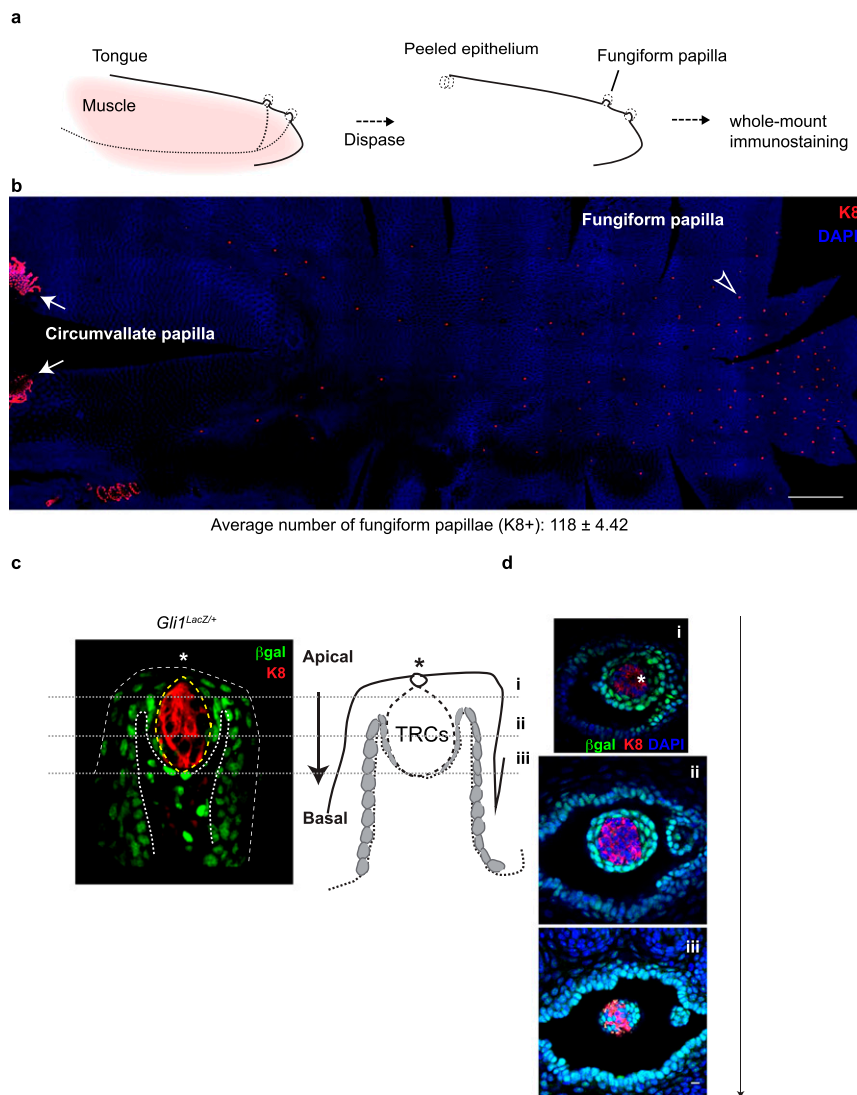 a
Tongue
Muscle
Dispase
Peeled epithelium
Fungiform papilla
whole-mount
immunostaining
b
Fungiform papilla
K8
DAPI
Circumvallate papilla
Average number of fungiform papillae (K8+): 118 ± 4.42
c
Gli1LacZ/+
βgal
K8
*
Apical
Basal
*
TRCs
i
ii
iii
d
i
*
βgal K8 DAPI
ii
iii